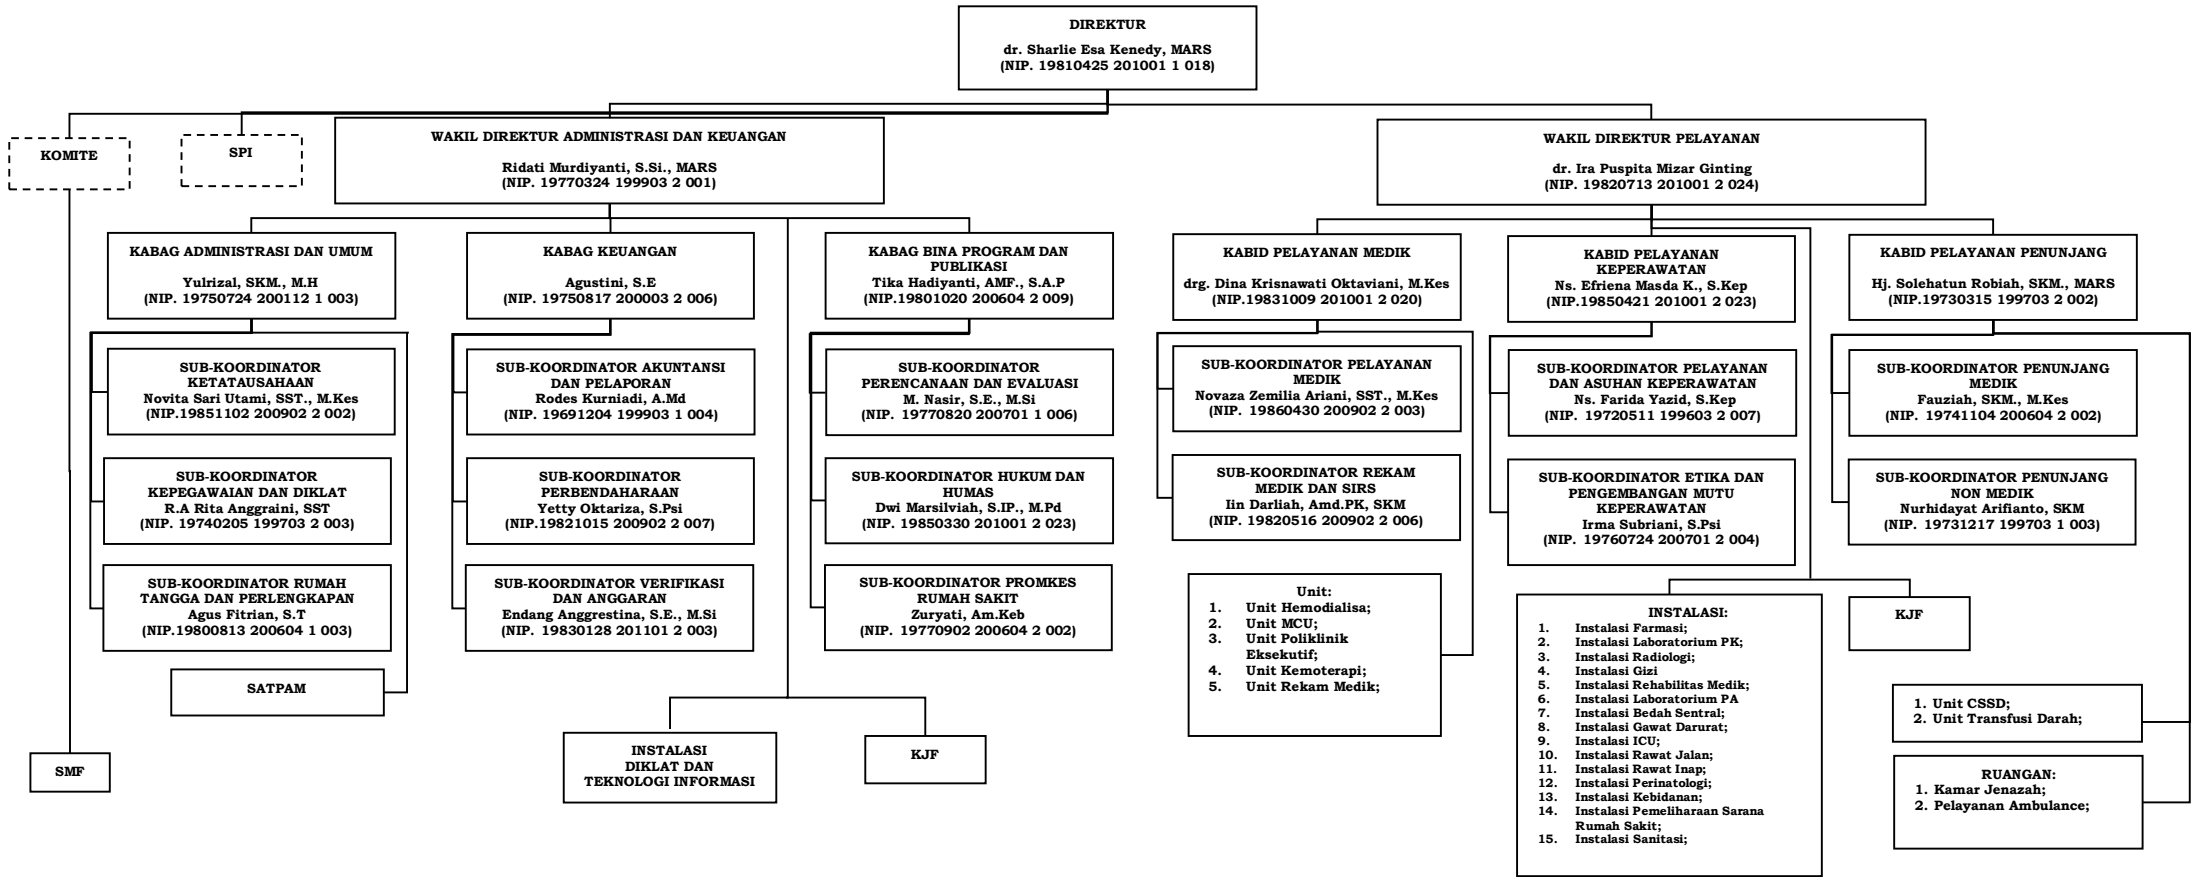 DIREKTUR
dr. Sharlie Esa Kenedy, MARS
(NIP. 19810425 201001 1 018)
KOMITE
SPI
WAKIL DIREKTUR ADMINISTRASI DAN KEUANGAN
Ridati Murdiyanti, S.Si., MARS
(NIP. 19770324 199903 2 001)
WAKIL DIREKTUR PELAYANAN
dr. Ira Puspita Mizar Ginting
(NIP. 19820713 201001 2 024)
KABAG ADMINISTRASI DAN UMUM
Yulrizal, SKM., M.H
(NIP. 19750724 200112 1 003)
KABAG KEUANGAN
Agustini, S.E
(NIP. 19750817 200003 2 006)
KABAG BINA PROGRAM DAN
PUBLIKASI
Tika Hadiyanti, AMF., S.A.P
(NIP.19801020 200604 2 009)
KABID PELAYANAN MEDIK
drg. Dina Krisnawati Oktaviani, M.Kes
(NIP.19831009 201001 2 020)
KABID PELAYANAN
KEPERAWATAN
Ns. Efriena Masda K., S.Kep
(NIP.19850421 201001 2 023)
KABID PELAYANAN PENUNJANG
Hj. Solehatun Robiah, SKM., MARS
(NIP.19730315 199703 2 002)
SUB-KOORDINATOR
KETATAUSAHAAN
Novita Sari Utami, SST., M.Kes
(NIP.19851102 200902 2 002)
SUB-KOORDINATOR AKUNTANSI
DAN PELAPORAN
Rodes Kurniadi, A.Md
(NIP. 19691204 199903 1 004)
SUB-KOORDINATOR
PERENCANAAN DAN EVALUASI
M. Nasir, S.E., M.Si
(NIP. 19770820 200701 1 006)
SUB-KOORDINATOR PELAYANAN
MEDIK
Novaza Zemilia Ariani, SST., M.Kes
(NIP. 19860430 200902 2 003)
SUB-KOORDINATOR PELAYANAN
DAN ASUHAN KEPERAWATAN
Ns. Farida Yazid, S.Kep
(NIP. 19720511 199603 2 007)
SUB-KOORDINATOR PENUNJANG
MEDIK
Fauziah, SKM., M.Kes
(NIP. 19741104 200604 2 002)
SUB-KOORDINATOR
KEPEGAWAIAN DAN DIKLAT
R.A Rita Anggraini, SST
(NIP. 19740205 199703 2 003)
SUB-KOORDINATOR
PERBENDAHARAAN
Yetty Oktariza, S.Psi
(NIP.19821015 200902 2 007)
SUB-KOORDINATOR HUKUM DAN
HUMAS
Dwi Marsilviah, S.IP., M.Pd
(NIP. 19850330 201001 2 023)
SUB-KOORDINATOR REKAM
MEDIK DAN SIRS
Iin Darliah, Amd.PK, SKM
(NIP. 19820516 200902 2 006)
SUB-KOORDINATOR ETIKA DAN
PENGEMBANGAN MUTU
KEPERAWATAN
Irma Subriani, S.Psi
(NIP. 19760724 200701 2 004)
SUB-KOORDINATOR PENUNJANG
NON MEDIK
Nurhidayat Arifianto, SKM
(NIP. 19731217 199703 1 003)
SUB-KOORDINATOR RUMAH
TANGGA DAN PERLENGKAPAN
Agus Fitrian, S.T
(NIP.19800813 200604 1 003)
SUB-KOORDINATOR VERIFIKASI
DAN ANGGARAN
Endang Anggrestina, S.E., M.Si
(NIP. 19830128 201101 2 003)
SUB-KOORDINATOR PROMKES
RUMAH SAKIT
Zuryati, Am.Keb
(NIP. 19770902 200604 2 002)
Unit:
1. Unit Hemodialisa;
2. Unit MCU;
3. Unit Poliklinik
Eksekutif;
4. Unit Kemoterapi;
5. Unit Rekam Medik;
INSTALASI:
1. Instalasi Farmasi;
2. Instalasi Laboratorium PK;
3. Instalasi Radiologi;
4. Instalasi Gizi
5. Instalasi Rehabilitas Medik;
6. Instalasi Laboratorium PA
7. Instalasi Bedah Sentral;
8. Instalasi Gawat Darurat;
9. Instalasi ICU;
10. Instalasi Rawat Jalan;
11. Instalasi Rawat Inap;
12. Instalasi Perinatologi;
13. Instalasi Kebidanan;
14. Instalasi Pemeliharaan Sarana
Rumah Sakit;
15. Instalasi Sanitasi;
KJF
SATPAM
1. Unit CSSD;
2. Unit Transfusi Darah;
SMF
INSTALASI
DIKLAT DAN
TEKNOLOGI INFORMASI
KJF
RUANGAN:
1. Kamar Jenazah;
2. Pelayanan Ambulance;